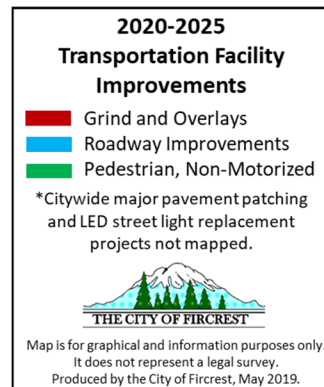 2020-2025
Transportation Facility
Improvements
Grind and Overlays
Roadway Improvements
Pedestrian, Non-Motorized
*Citywide major pavement patching
and LED street light replacement
projects not mapped.
THE CITY OF FIRCREST
Map is for graphical and information purposes only.
It does not represent a legal survey.
Produced by the City of Fircrest, May 2019.